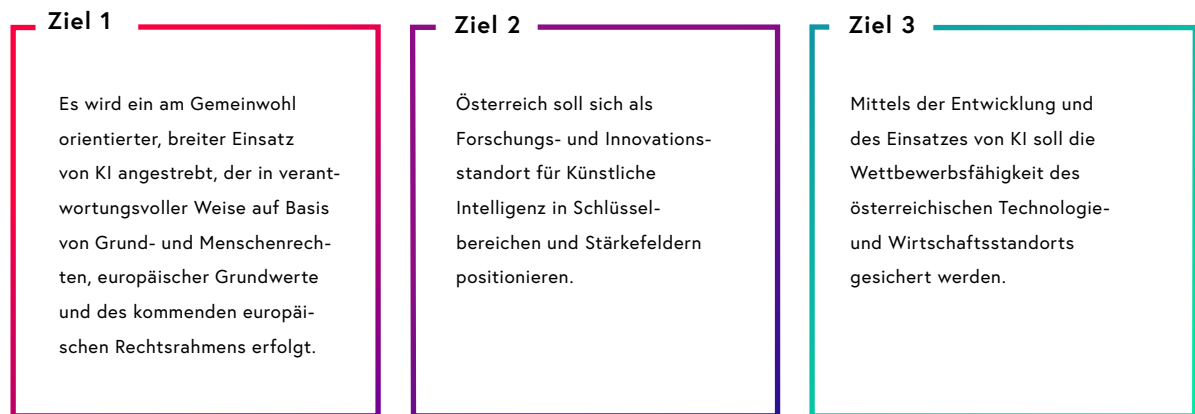 Ziel 1
Es wird ein am Gemeinwohl
orientierter, breiter Einsatz
von KI angestrebt, der in verant-
wortungsvoller Weise auf Basis
von Grund- und Menschenrech-
ten, europäischer Grundwerte
und des kommenden europäi-
schen Rechtsrahmens erfolgt.
Ziel 2
Österreich soll sich als
Forschungs- und Innovations-
standort für Künstliche
Intelligenz in Schlüssel-
bereichen und Stärkefeldern
positionieren.
Ziel 3
Mittels der Entwicklung und
des Einsatzes von KI soll die
Wettbewerbsfähigkeit des
österreichischen Technologie-
und Wirtschaftsstandorts
gesichert werden.